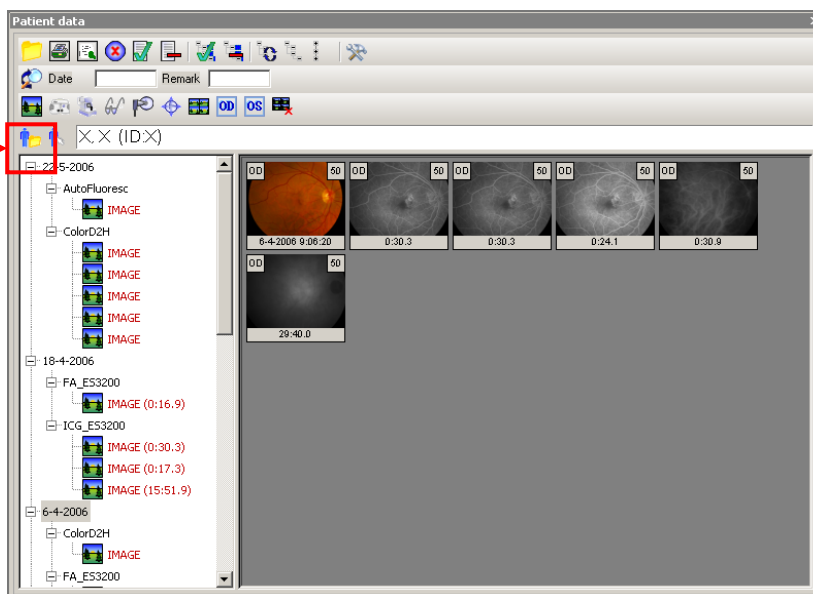 Patient data
Date Remark
OD OS
X, X (ID:X)
22-5-2006
AutoFluoresc
IMAGE
ColorD2H
IMAGE
IMAGE
IMAGE
IMAGE
IMAGE
18-4-2006
FA_ES3200
IMAGE (0:16.9)
ICG_ES3200
IMAGE (0:30.3)
IMAGE (0:17.3)
IMAGE (15:51.9)
6-4-2006
ColorD2H
IMAGE
FA_ES3200
OD 50 OD 50 OD 50 OD 50 OD 50
6-4-2006 9:06:20 0:30.3 0:30.3 0:24.1 0:30.9
OD 50
29:40.0